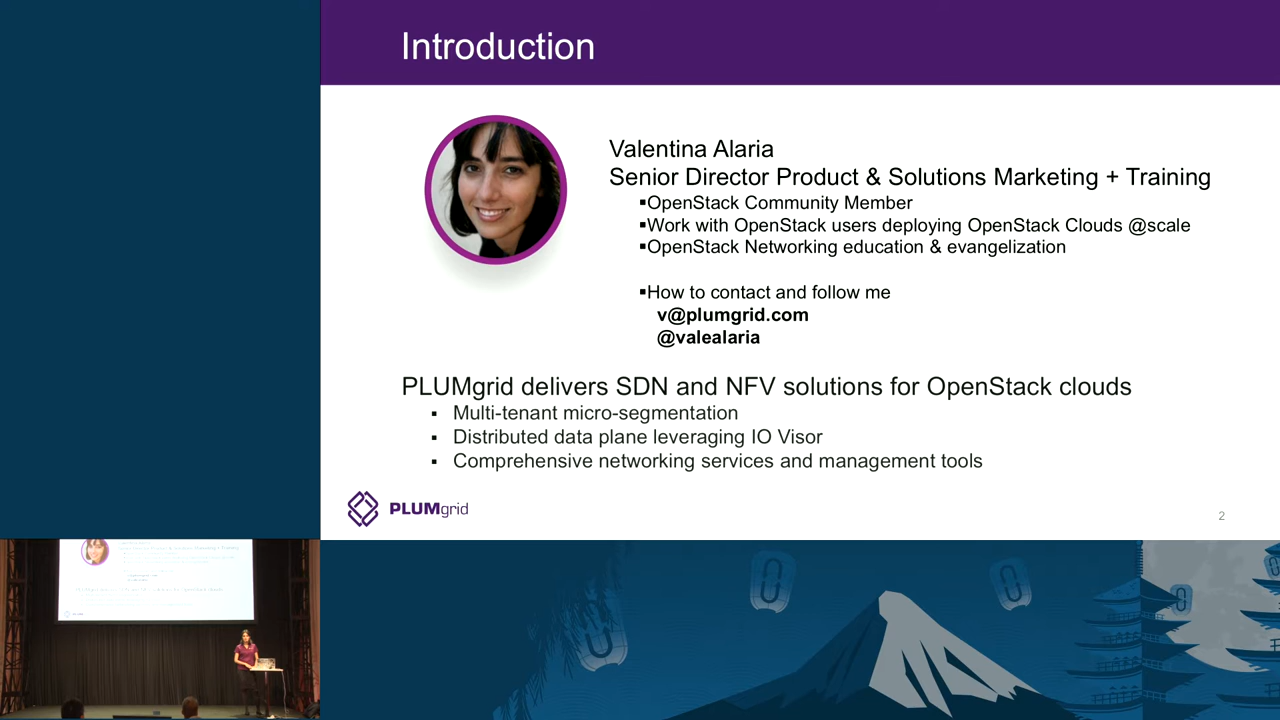 Introduction
Valentina Alaria
Senior Director Product & Solutions Marketing + Training
▪OpenStack Community Member
▪Work with OpenStack users deploying OpenStack Clouds @scale
▪OpenStack Networking education & evangelization
▪How to contact and follow me
v@plumgrid.com
@valealaria
PLUMgrid delivers SDN and NFV solutions for OpenStack clouds
▪ Multi-tenant micro-segmentation
▪ Distributed data plane leveraging IO Visor
▪ Comprehensive networking services and management tools
PLUMgrid
2